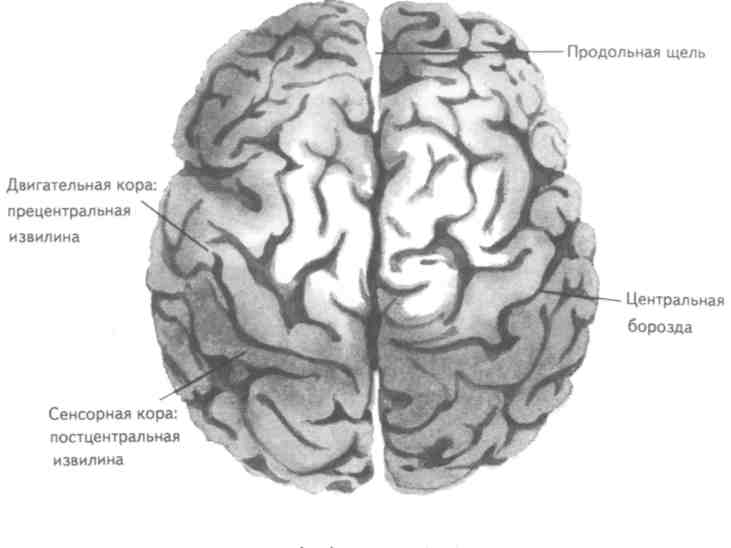 Продольная щель
Двигательная кора:
прецентральная
извилина
Центральная
борозда
Сенсорная кора:
постцентральная
извилина